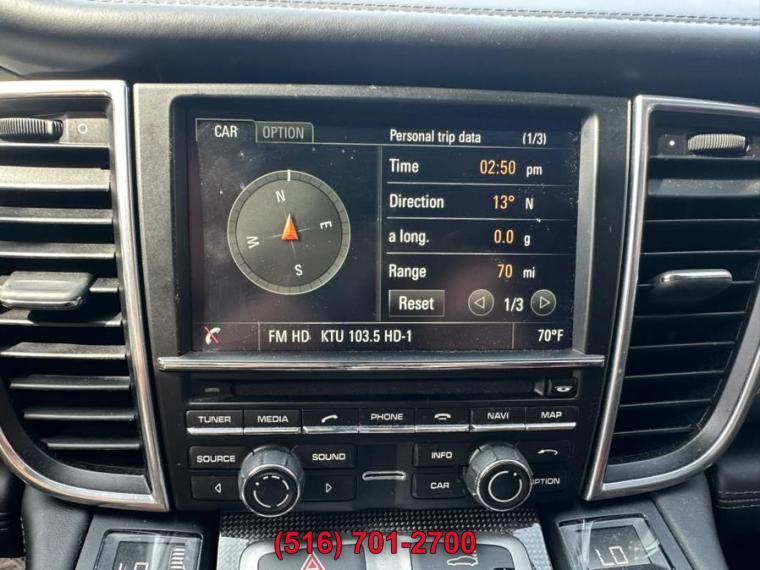 CAR OPTION Personal trip data (1/3)
Time 02:50 pm
Direction 13° N
a long. 0.0 g
Range 70 mi
Reset 1/3
N
E
S
W
FM HD KTU 103.5 HD-1 70°F
TUNER MEDIA PHONE NAVI MAP
SOURCE SOUND INFO
CAR OPTION
(516) 701-2700
LO LO